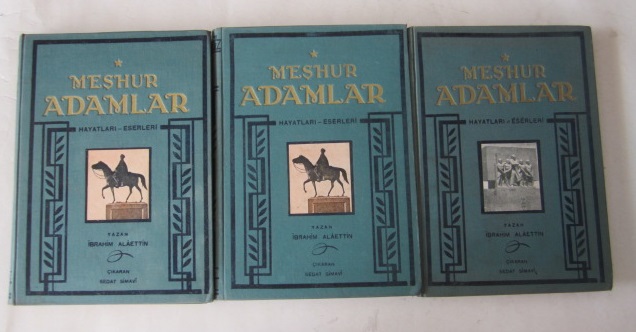 MEŞHUR
ADAMLAR
HAYATLARI - ESERLERİ
YAZAN
İBRAHİM ALÂETTİN
ÇIKARAN
SEDAT SİMAVİ
MEŞHUR
ADAMLAR
HAYATLARI - ESERLERİ
YAZAN
İBRAHİM ALÂETTİN
ÇIKARAN
SEDAT SİMAVİ
MEŞHUR
ADAMLAR
HAYATLARI - ESERLERİ
YAZAN
İBRAHİM ALÂETTİN
ÇIKARAN
SEDAT SİMAVİ